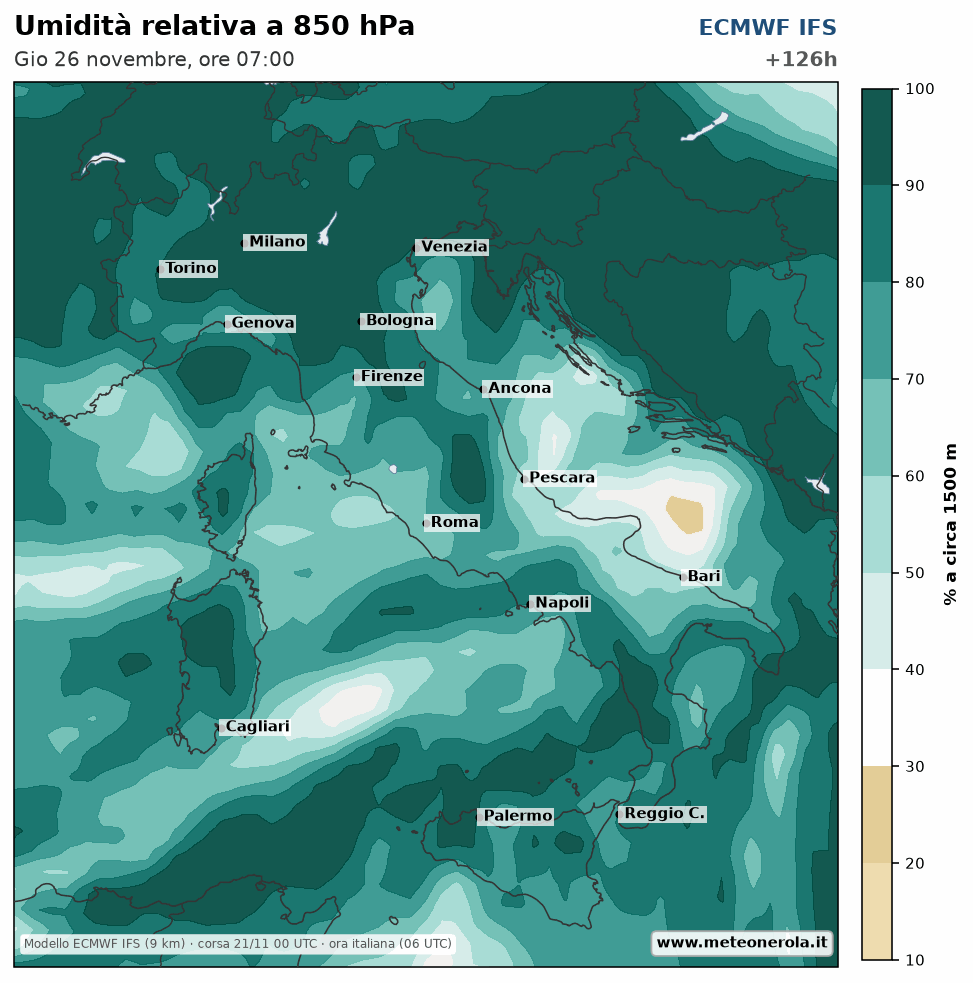 Umidità relativa a 850 hPa
ECMWF IFS
Gio 26 novembre, ore 07:00
+126h
100
90
80
70
60
50
40
30
20
10
% a circa 1500 m
Milano
Venezia
Torino
Genova
Bologna
Firenze
Ancona
Pescara
Roma
Bari
Napoli
Cagliari
Palermo
Reggio C.
Modello ECMWF IFS (9 km) · corsa 21/11 00 UTC · ora italiana (06 UTC)
www.meteonerola.it